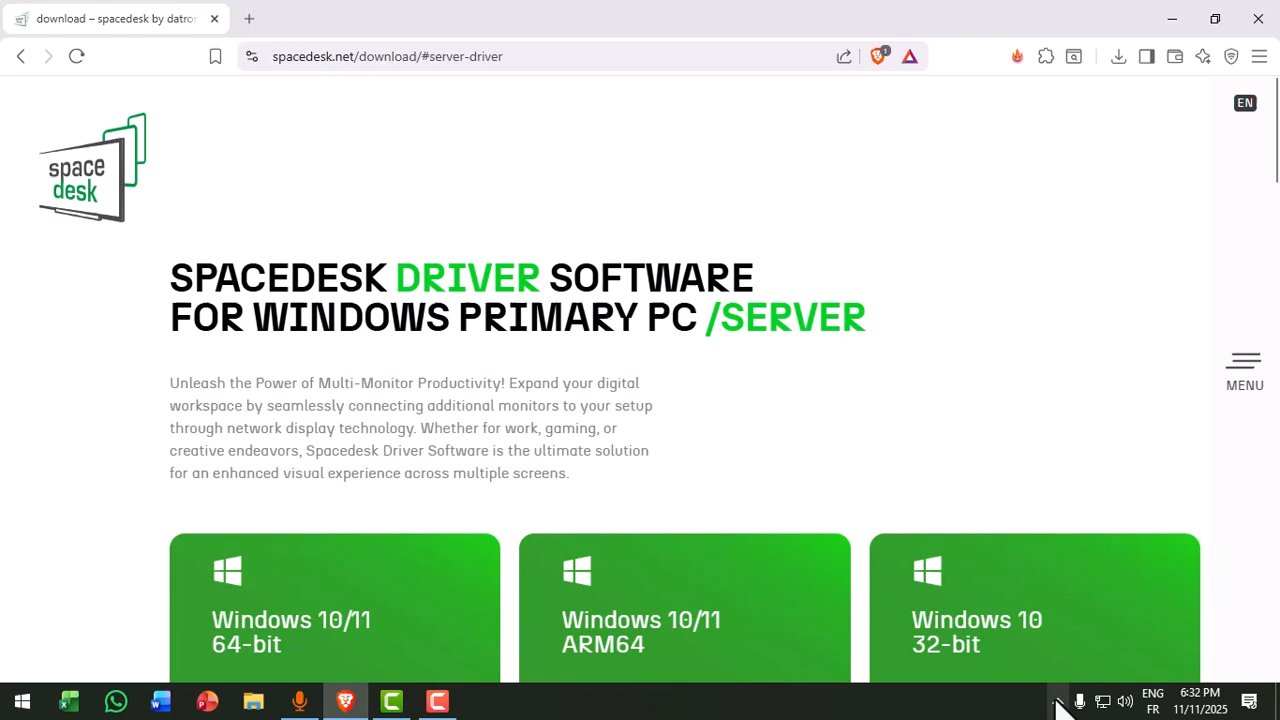 download – spacedesk by datron
spacedesk.net/download/#server-driver
1
EN
space
desk
SPACEDESK DRIVER SOFTWARE
FOR WINDOWS PRIMARY PC /SERVER
MENU
Unleash the Power of Multi-Monitor Productivity! Expand your digital
workspace by seamlessly connecting additional monitors to your setup
through network display technology. Whether for work, gaming, or
creative endeavors, Spacedesk Driver Software is the ultimate solution
for an enhanced visual experience across multiple screens.
Windows 10/11
64-bit
Windows 10/11
ARM64
Windows 10
32-bit
ENG
FR
6:32 PM
11/11/2025